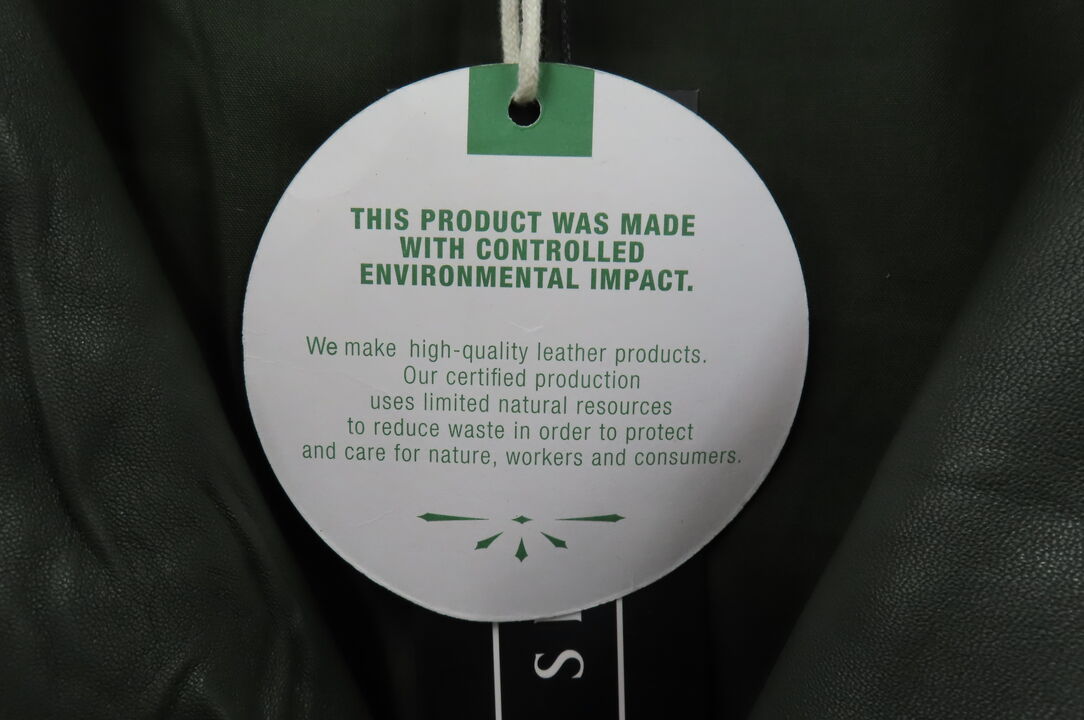 THIS PRODUCT WAS MADE
WITH CONTROLLED
ENVIRONMENTAL IMPACT.
We make high-quality leather products.
Our certified production
uses limited natural resources
to reduce waste in order to protect
and care for nature, workers and consumers.
S